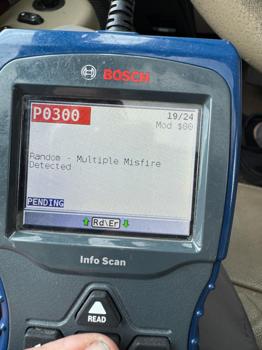 BOSCH
P0300 19/24
Mod $00
Random - Multiple Misfire
Detected
PENDING
Rd\Er
Info Scan
READ